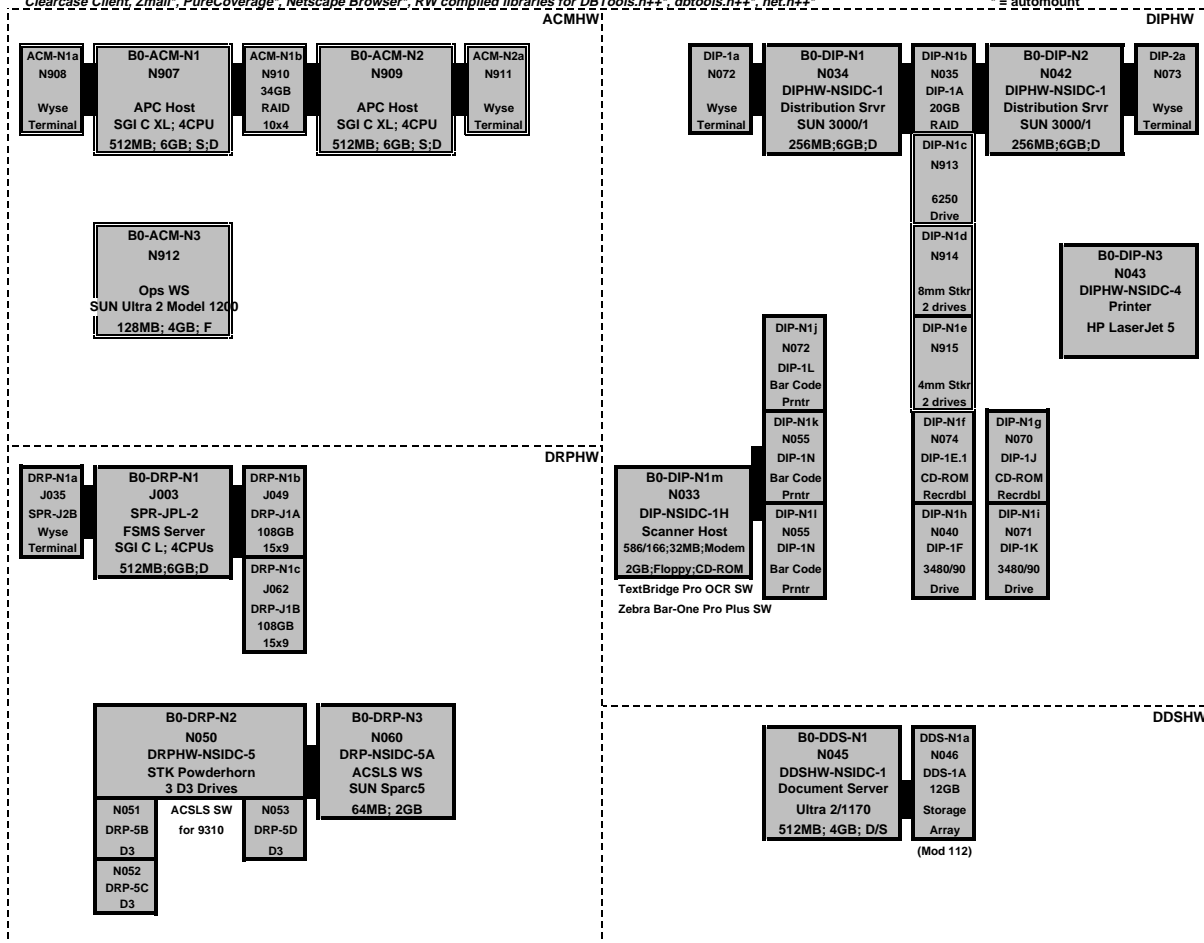 Clearcase Client, Zmail*, PureCoverage*, Netscape Browser*, RW compiled libraries for DBTools.h++*, dbtools.h++*, net.h++*
* = automount
ACMHW
ACM-N1a
N908
Wyse
Terminal
B0-ACM-N1
N907
APC Host
SGI C XL; 4CPU
512MB; 6GB; S;D
ACM-N1b
N910
34GB
RAID
10x4
B0-ACM-N2
N909
APC Host
SGI C XL; 4CPU
512MB; 6GB; S;D
ACM-N2a
N911
Wyse
Terminal
B0-ACM-N3
N912
Ops WS
SUN Ultra 2 Model 1200
128MB; 4GB; F
DIPHW
DIP-1a
N072
Wyse
Terminal
B0-DIP-N1
N034
DIPHW-NSIDC-1
Distribution Srvr
SUN 3000/1
256MB;6GB;D
DIP-N1b
N035
DIP-1A
20GB
RAID
B0-DIP-N2
N042
DIPHW-NSIDC-1
Distribution Srvr
SUN 3000/1
256MB;6GB;D
DIP-2a
N073
Wyse
Terminal
DIP-N1c
N913
6250
Drive
DIP-N1d
N914
8mm Stkr
2 drives
DIP-N1e
N915
4mm Stkr
2 drives
B0-DIP-N3
N043
DIPHW-NSIDC-4
Printer
HP LaserJet 5
DIP-N1j
N072
DIP-1L
Bar Code
Prntr
DIP-N1k
N055
DIP-1N
Bar Code
Prntr
DIP-N1l
N055
DIP-1N
Bar Code
Prntr
DIP-N1f
N074
DIP-1E.1
CD-ROM
Recrdbl
DIP-N1g
N070
DIP-1J
CD-ROM
Recrdbl
DIP-N1h
N040
DIP-1F
3480/90
Drive
DIP-N1i
N071
DIP-1K
3480/90
Drive
B0-DIP-N1m
N033
DIP-NSIDC-1H
Scanner Host
586/166;32MB;Modem
2GB;Floppy;CD-ROM
TextBridge Pro OCR SW
Zebra Bar-One Pro Plus SW
DRPHW
DRP-N1a
J035
SPR-J2B
Wyse
Terminal
B0-DRP-N1
J003
SPR-JPL-2
FSMS Server
SGI C L; 4CPUs
512MB;6GB;D
DRP-N1b
J049
DRP-J1A
108GB
15x9
DRP-N1c
J062
DRP-J1B
108GB
15x9
B0-DRP-N2
N050
DRPHW-NSIDC-5
STK Powderhorn
3 D3 Drives
B0-DRP-N3
N060
DRP-NSIDC-5A
ACSLS WS
SUN Sparc5
64MB; 2GB
N051
DRP-5B
D3
ACSLS SW
for 9310
N053
DRP-5D
D3
N052
DRP-5C
D3
DDSHW
B0-DDS-N1
N045
DDSHW-NSIDC-1
Document Server
Ultra 2/1170
512MB; 4GB; D/S
DDS-N1a
N046
DDS-1A
12GB
Storage
Array
(Mod 112)